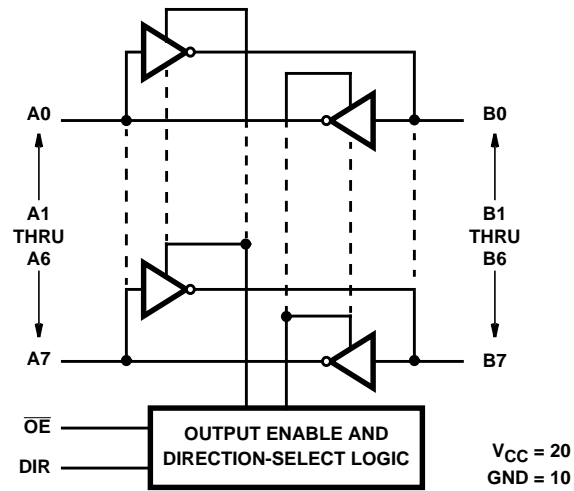 A0
B0
A1
THRU
A6
B1
THRU
B6
A7
B7
O̅E̅
DIR
OUTPUT ENABLE AND
DIRECTION-SELECT LOGIC
VCC = 20
GND = 10